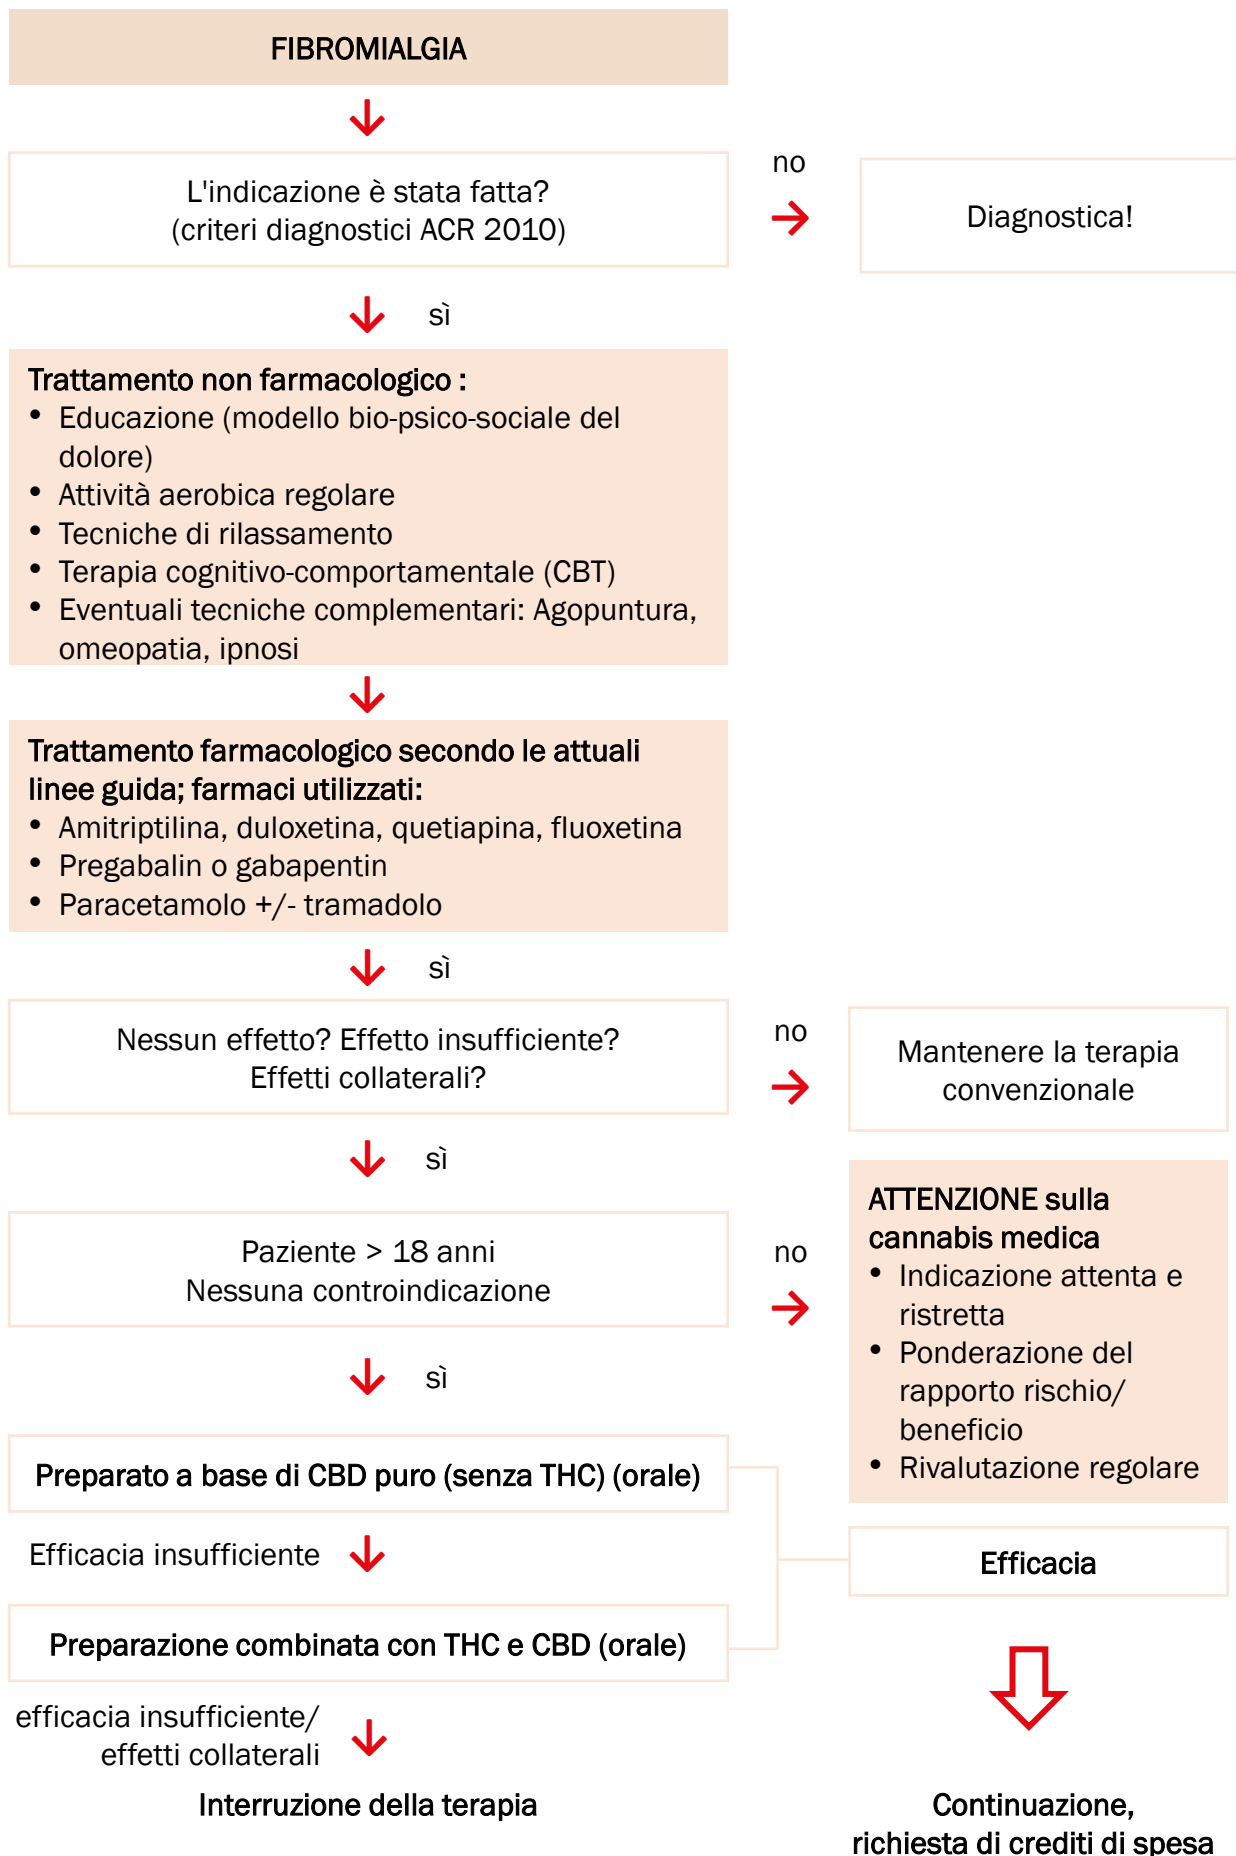 FIBROMIALGIA
L'indicazione è stata fatta?
(criteri diagnostici ACR 2010)
no
Diagnostica!
sì
Trattamento non farmacologico :
• Educazione (modello bio-psico-sociale del
dolore)
• Attività aerobica regolare
• Tecniche di rilassamento
• Terapia cognitivo-comportamentale (CBT)
• Eventuali tecniche complementari: Agopuntura,
omeopatia, ipnosi
Trattamento farmacologico secondo le attuali
linee guida; farmaci utilizzati:
• Amitriptilina, duloxetina, quetiapina, fluoxetina
• Pregabalin o gabapentin
• Paracetamolo +/- tramadolo
sì
Nessun effetto? Effetto insufficiente?
Effetti collaterali?
no
Mantenere la terapia
convenzionale
sì
Paziente > 18 anni
Nessuna controindicazione
no
ATTENZIONE sulla
cannabis medica
• Indicazione attenta e
ristretta
• Ponderazione del
rapporto rischio/
beneficio
• Rivalutazione regolare
sì
Preparato a base di CBD puro (senza THC) (orale)
Efficacia insufficiente
Efficacia
Preparazione combinata con THC e CBD (orale)
efficacia insufficiente/
effetti collaterali
Interruzione della terapia
Continuazione,
richiesta di crediti di spesa